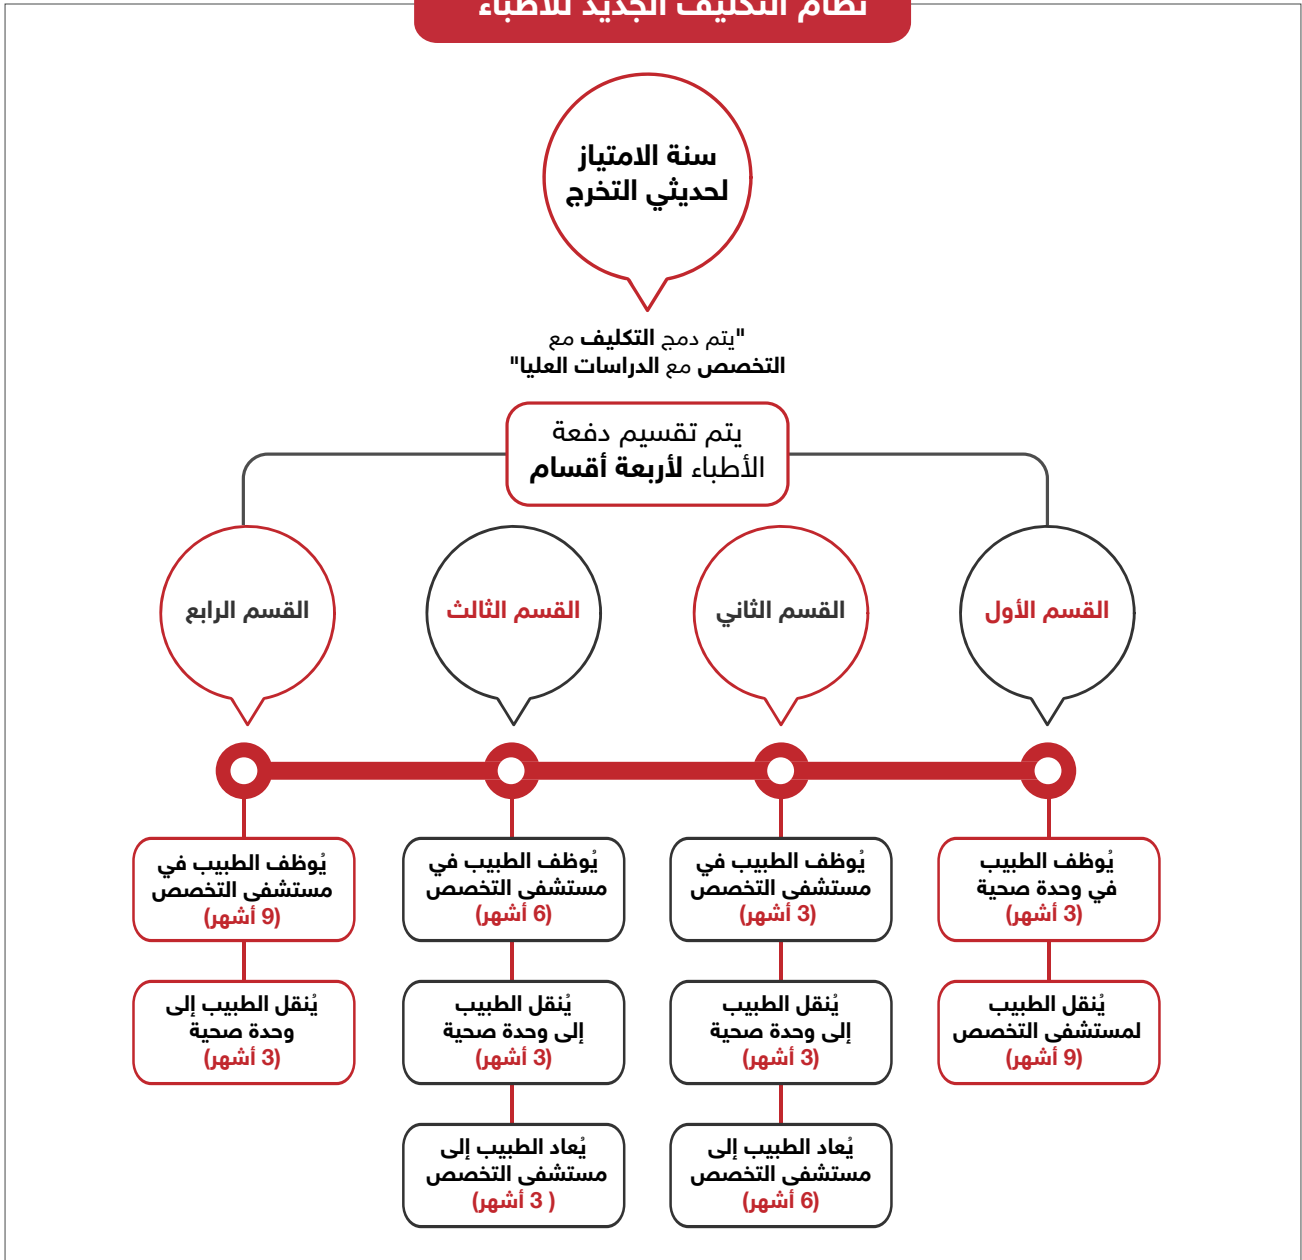 نظام التكليف الجديد للأطباء
سنة الامتياز
لحديثي التخرج
"يتم دمج التكليف مع
التخصص مع الدراسات العليا"
يتم تقسيم دفعة
الأطباء لأربعة أقسام
القسم الأول
القسم الثاني
القسم الثالث
القسم الرابع
يُوظف الطبيب
في وحدة صحية
(3 أشهر)
يُنقل الطبيب
لمستشفى التخصص
(9 أشهر)
يُوظف الطبيب في
مستشفى التخصص
(3 أشهر)
يُنقل الطبيب
إلى وحدة صحية
(3 أشهر)
يُعاد الطبيب إلى
مستشفى التخصص
(6 أشهر)
يُوظف الطبيب في
مستشفى التخصص
(6 أشهر)
يُنقل الطبيب
إلى وحدة صحية
(3 أشهر)
يُعاد الطبيب إلى
مستشفى التخصص
( 3 أشهر)
يُوظف الطبيب في
مستشفى التخصص
(9 أشهر)
يُنقل الطبيب إلى
وحدة صحية
(3 أشهر)